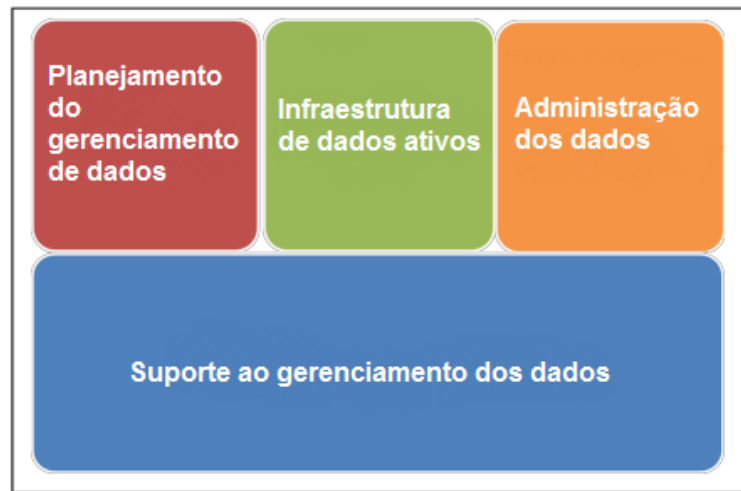 Planejamento
do
gerenciamento
de dados
Infraestrutura
de dados ativos
Administração
dos dados
Suporte ao gerenciamento dos dados